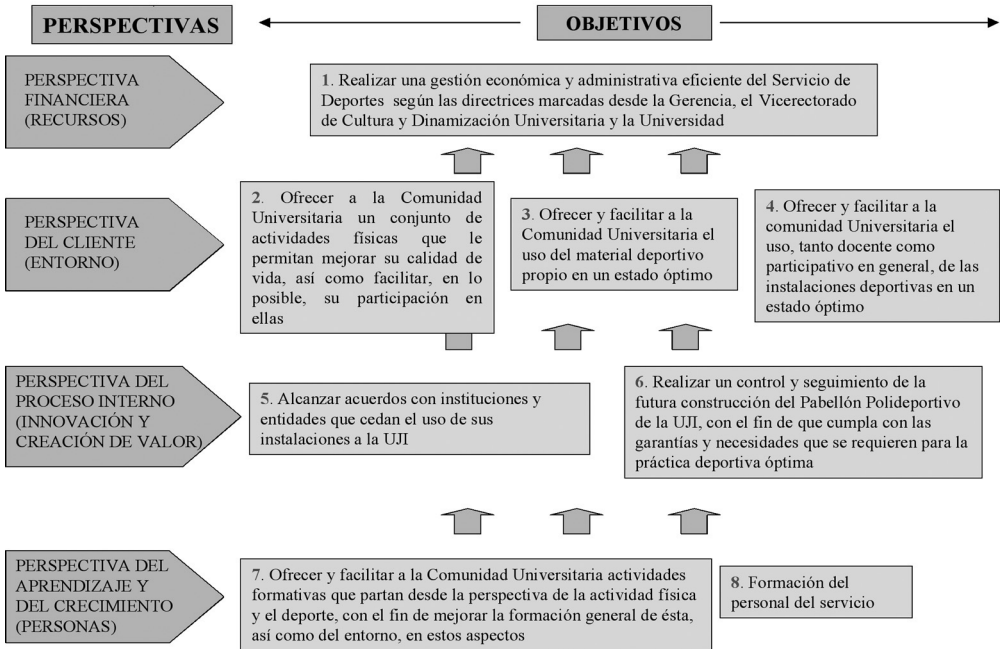 PERSPECTIVAS
OBJETIVOS
PERSPECTIVA
FINANCIERA
(RECURSOS)
1. Realizar una gestión económica y administrativa eficiente del Servicio de
Deportes según las directrices marcadas desde la Gerencia, el Vicerectorado
de Cultura y Dinamización Universitaria y la Universidad
PERSPECTIVA
DEL CLIENTE
(ENTORNO)
2. Ofrecer a la Comunidad
Universitaria un conjunto de
actividades físicas que le
permitan mejorar su calidad de
vida, así como facilitar, en lo
posible, su participación en
ellas
3. Ofrecer y facilitar a la
Comunidad Universitaria el
uso del material deportivo
propio en un estado óptimo
4. Ofrecer y facilitar a la
comunidad Universitaria el
uso, tanto docente como
participativo en general, de las
instalaciones deportivas en un
estado óptimo
PERSPECTIVA DEL
PROCESO INTERNO
(INNOVACIÓN Y
CREACIÓN DE VALOR)
5. Alcanzar acuerdos con instituciones y
entidades que cedan el uso de sus
instalaciones a la UJI
6. Realizar un control y seguimiento de la
futura construcción del Pabellón Polideportivo
de la UJI, con el fin de que cumpla con las
garantías y necesidades que se requieren para la
práctica deportiva óptima
PERSPECTIVA DEL
APRENDIZAJE Y
DEL CRECIMIENTO
(PERSONAS)
7. Ofrecer y facilitar a la Comunidad Universitaria actividades
formativas que partan desde la perspectiva de la actividad física
y el deporte, con el fin de mejorar la formación general de ésta,
así como del entorno, en estos aspectos
8. Formación del
personal del servicio